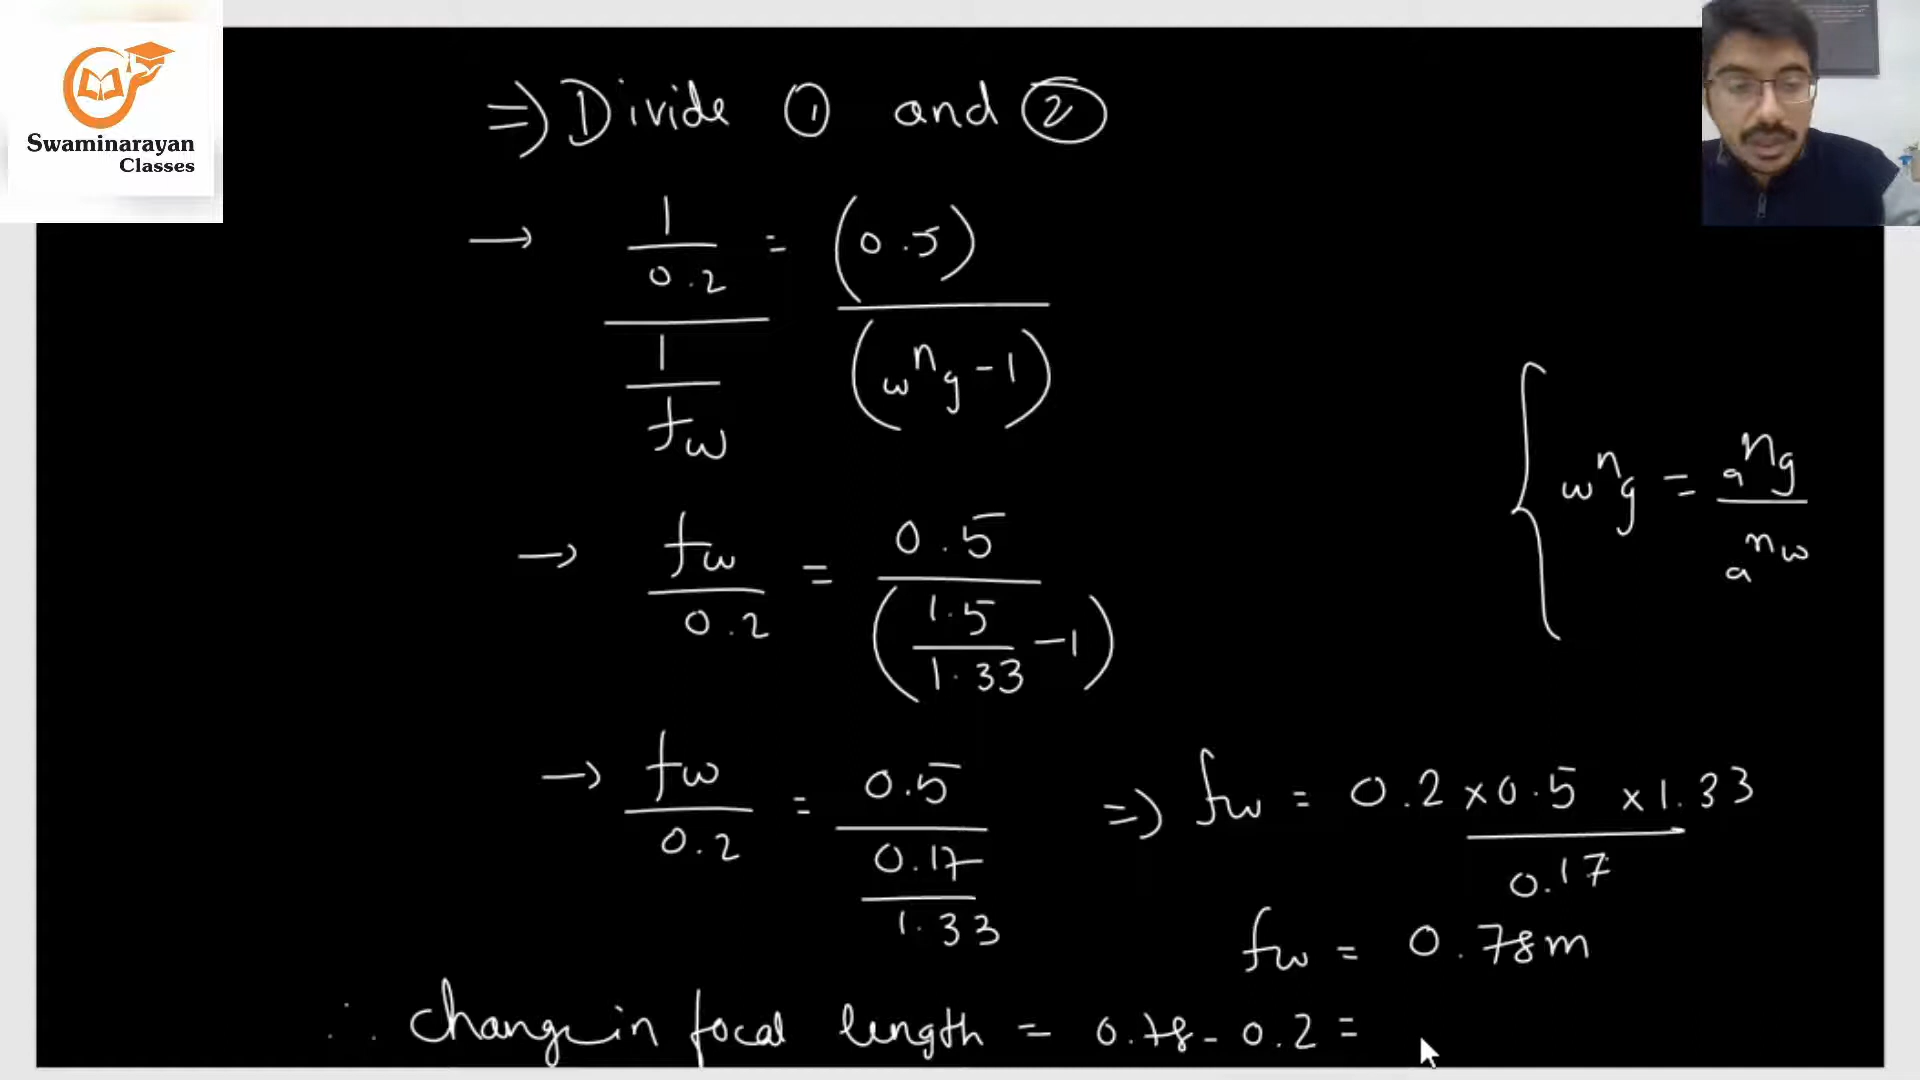 Swaminarayan
Classes
=> Divide ① and ②
→ 1/0.2 / 1/fw = (0.5) / (wng - 1)
{ wng = ang / anw
→ fw/0.2 = 0.5 / (1.5/1.33 - 1)
→ fw/0.2 = 0.5 / 0.17/1.33 => fw = 0.2 × 0.5 × 1.33 / 0.17
fw = 0.78m
∴ Change in focal length = 0.78 - 0.2 =